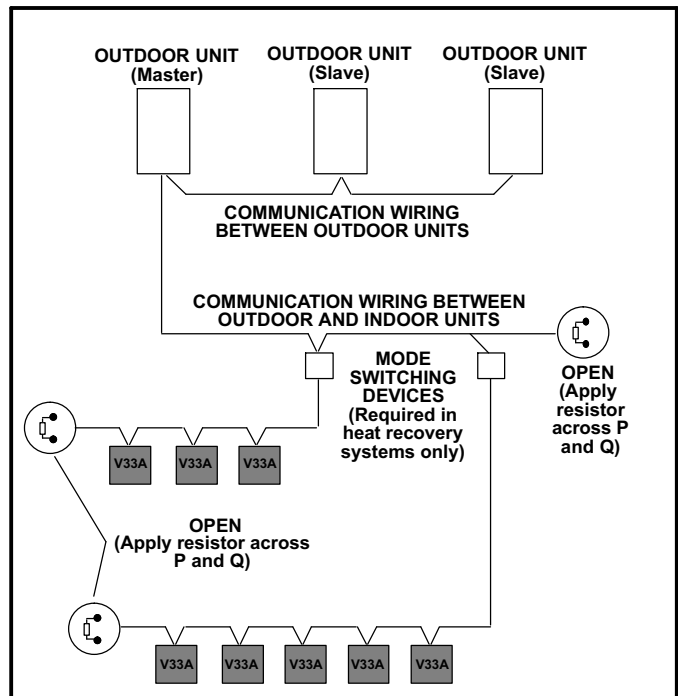 OUTDOOR UNIT
(Master)
OUTDOOR UNIT
(Slave)
OUTDOOR UNIT
(Slave)
COMMUNICATION WIRING
BETWEEN OUTDOOR UNITS
COMMUNICATION WIRING BETWEEN
OUTDOOR AND INDOOR UNITS
MODE
SWITCHING
DEVICES
(Required in
heat recovery
systems only)
OPEN
(Apply
resistor
across P
and Q)
V33A
V33A
V33A
OPEN
(Apply resistor across
P and Q)
V33A
V33A
V33A
V33A
V33A